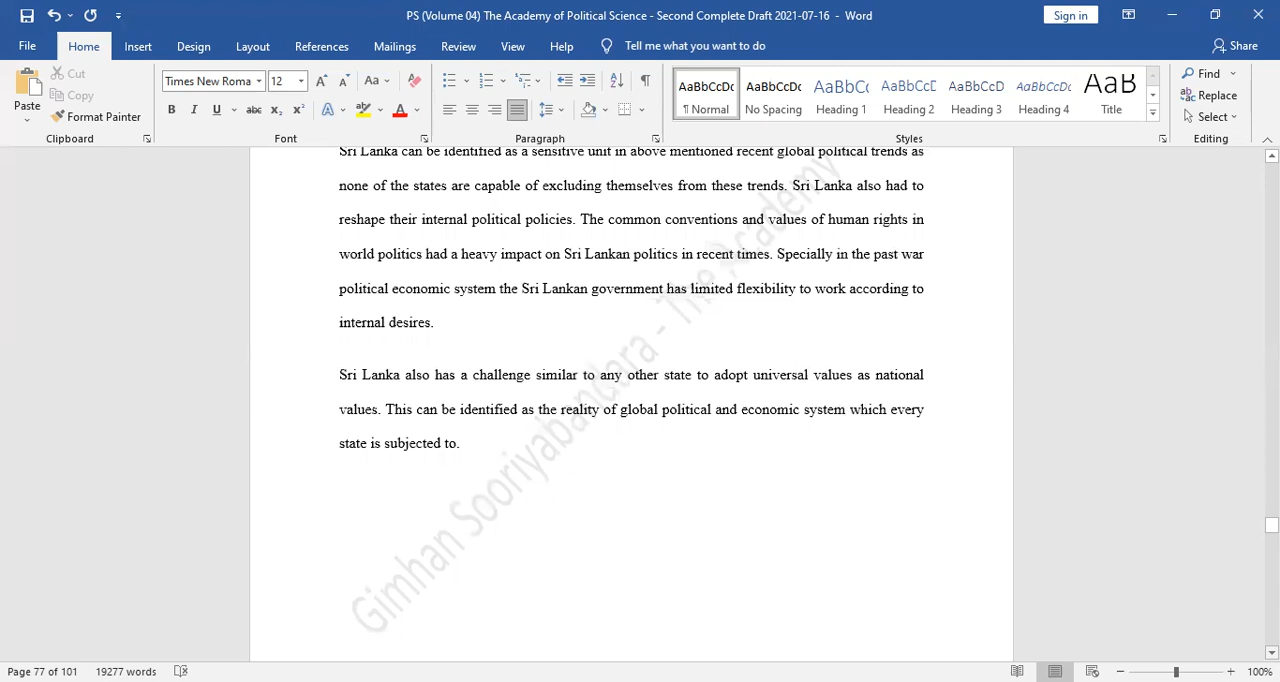 PS (Volume 04) The Academy of Political Science - Second Complete Draft 2021-07-16 - Word
Sign in
File Home Insert Design Layout References Mailings Review View Help Tell me what you want to do Share
Paste
Cut
Copy
Format Painter
Clipboard
Times New Roma 12
Font
Paragraph
AaBbCcDc ¶ Normal
AaBbCcDc No Spacing
AaBbCc Heading 1
AaBbCcD Heading 2
AaBbCcD Heading 3
AaBbCcDc Heading 4
AaB Title
Styles
Find
Replace
Select
Editing
Sri Lanka can be identified as a sensitive unit in above mentioned recent global political trends as
none of the states are capable of excluding themselves from these trends. Sri Lanka also had to
reshape their internal political policies. The common conventions and values of human rights in
world politics had a heavy impact on Sri Lankan politics in recent times. Specially in the past war
political economic system the Sri Lankan government has limited flexibility to work according to
internal desires.
Sri Lanka also has a challenge similar to any other state to adopt universal values as national
values. This can be identified as the reality of global political and economic system which every
state is subjected to.
Gimhan Sooriyabandara - The Academy
Page 77 of 101 19277 words
100%